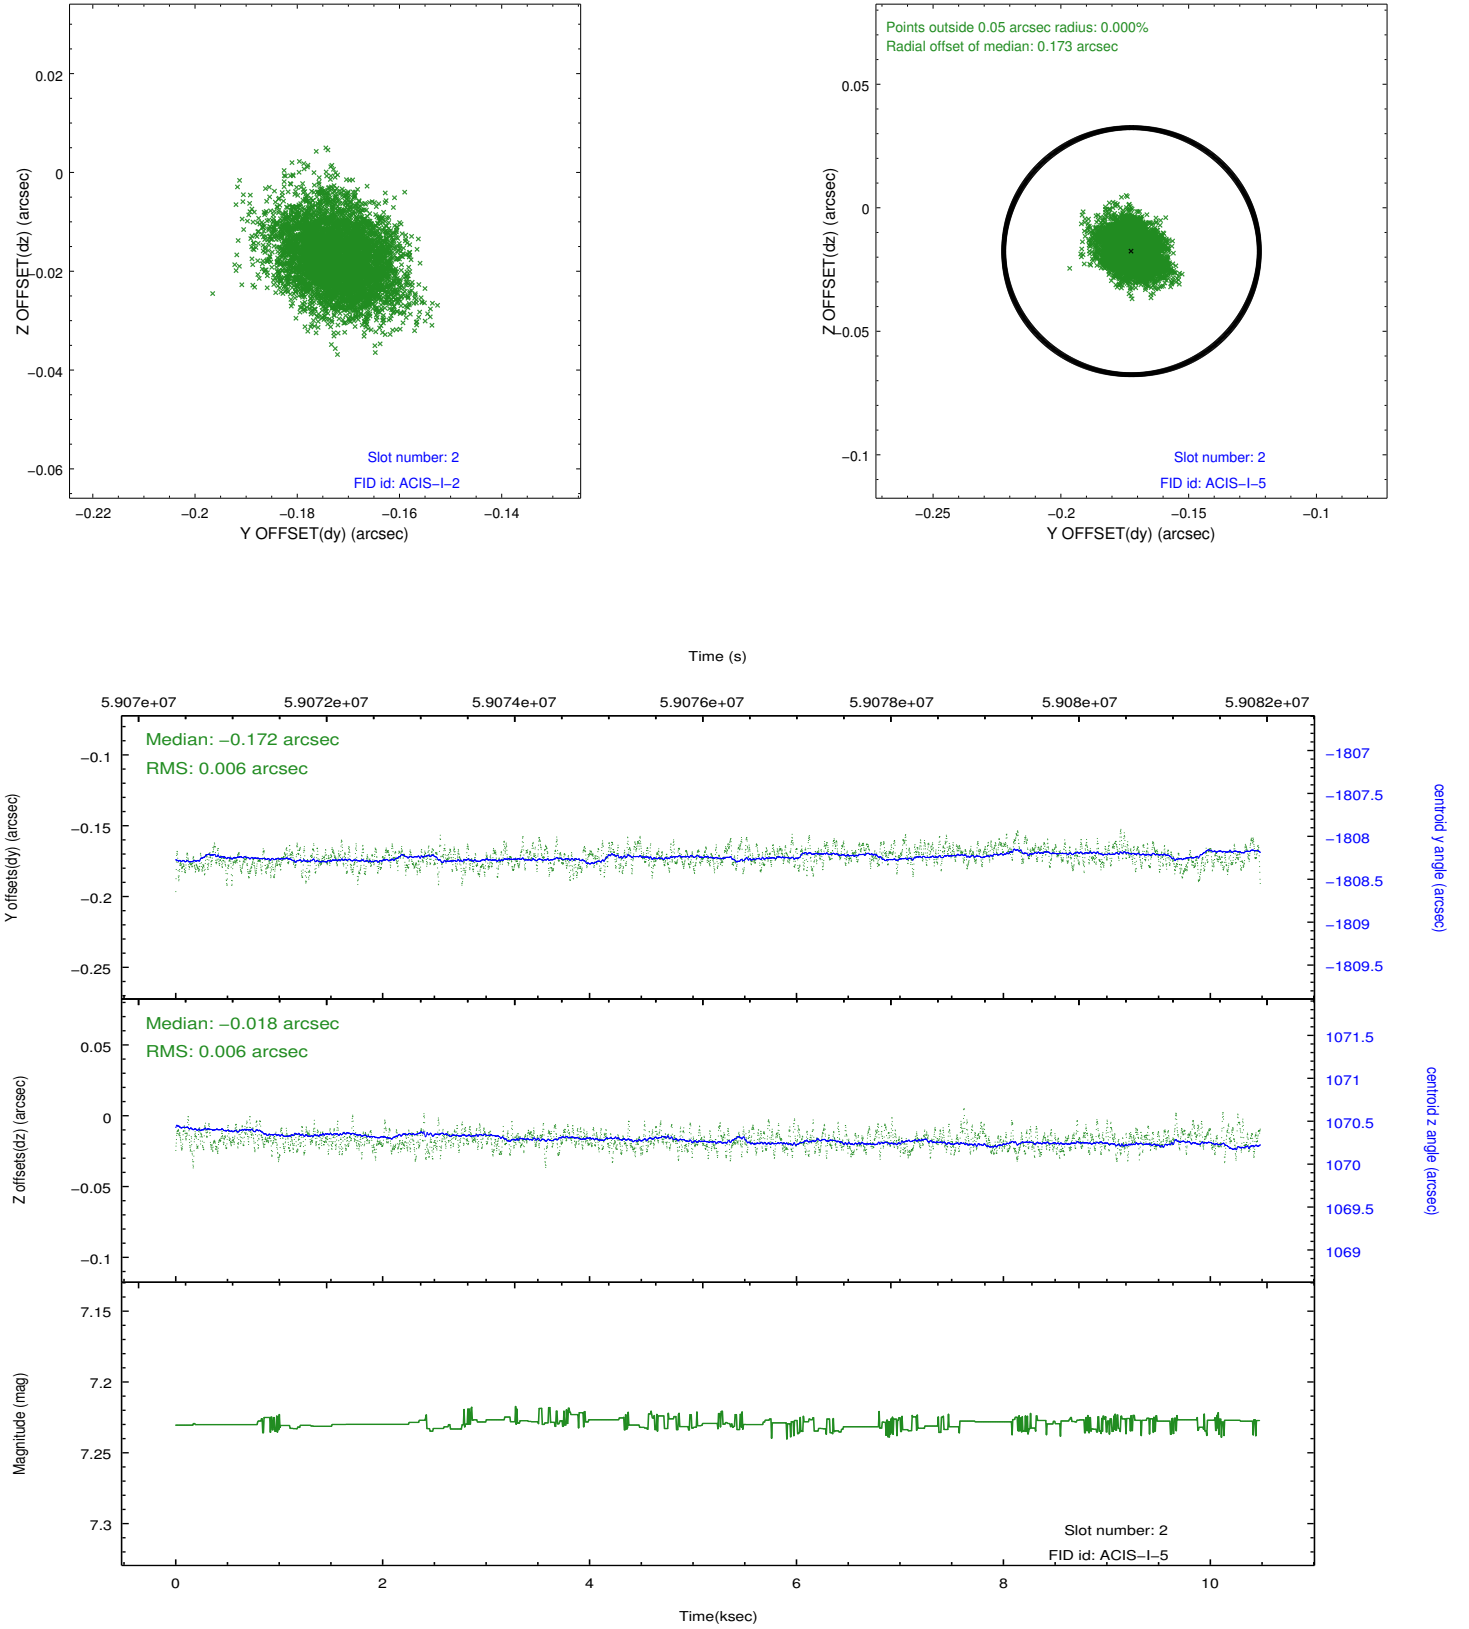 0.02
0
−0.02
−0.04
−0.06
Z OFFSET(dz) (arcsec)
Slot number: 2
FID id: ACIS−I−2
−0.22
−0.2
−0.18
−0.16
−0.14
Y OFFSET(dy) (arcsec)
Points outside 0.05 arcsec radius: 0.000%
Radial offset of median: 0.173 arcsec
0.05
0
−0.05
−0.1
Z OFFSET(dz) (arcsec)
Slot number: 2
FID id: ACIS−I−5
−0.25
−0.2
−0.15
−0.1
Y OFFSET(dy) (arcsec)
Time (s)
5.907e+07
5.9072e+07
5.9074e+07
5.9076e+07
5.9078e+07
5.908e+07
5.9082e+07
Median: −0.172 arcsec
RMS: 0.006 arcsec
−0.1
−0.15
−0.2
−0.25
Y offsets(dy) (arcsec)
−1807
−1807.5
−1808
−1808.5
−1809
−1809.5
centroid y angle (arcsec)
Median: −0.018 arcsec
RMS: 0.006 arcsec
0.05
0
−0.05
−0.1
Z offsets(dz) (arcsec)
1071.5
1071
1070.5
1070
1069.5
1069
centroid z angle (arcsec)
7.15
7.2
7.25
7.3
Magnitude (mag)
Slot number: 2
FID id: ACIS−I−5
0
2
4
6
8
10
Time(ksec)